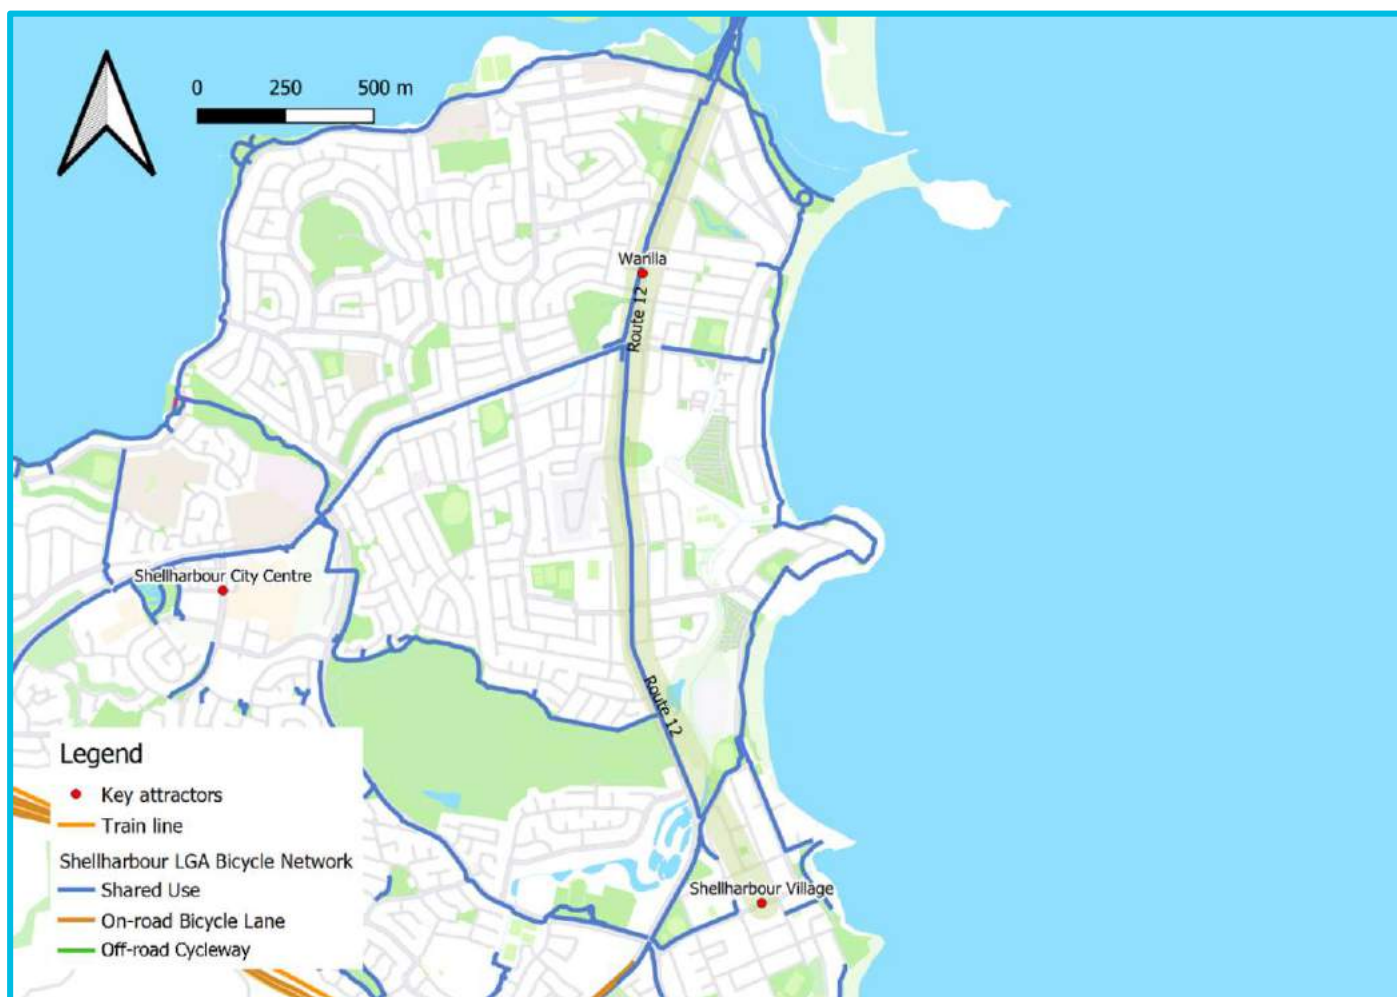 0 250 500 m
Warilla
Route 12
Shellharbour City Centre
Route 12
Legend
Key attractors
Train line
Shellharbour LGA Bicycle Network
Shared Use
On-road Bicycle Lane
Off-road Cycleway
Shellharbour Village